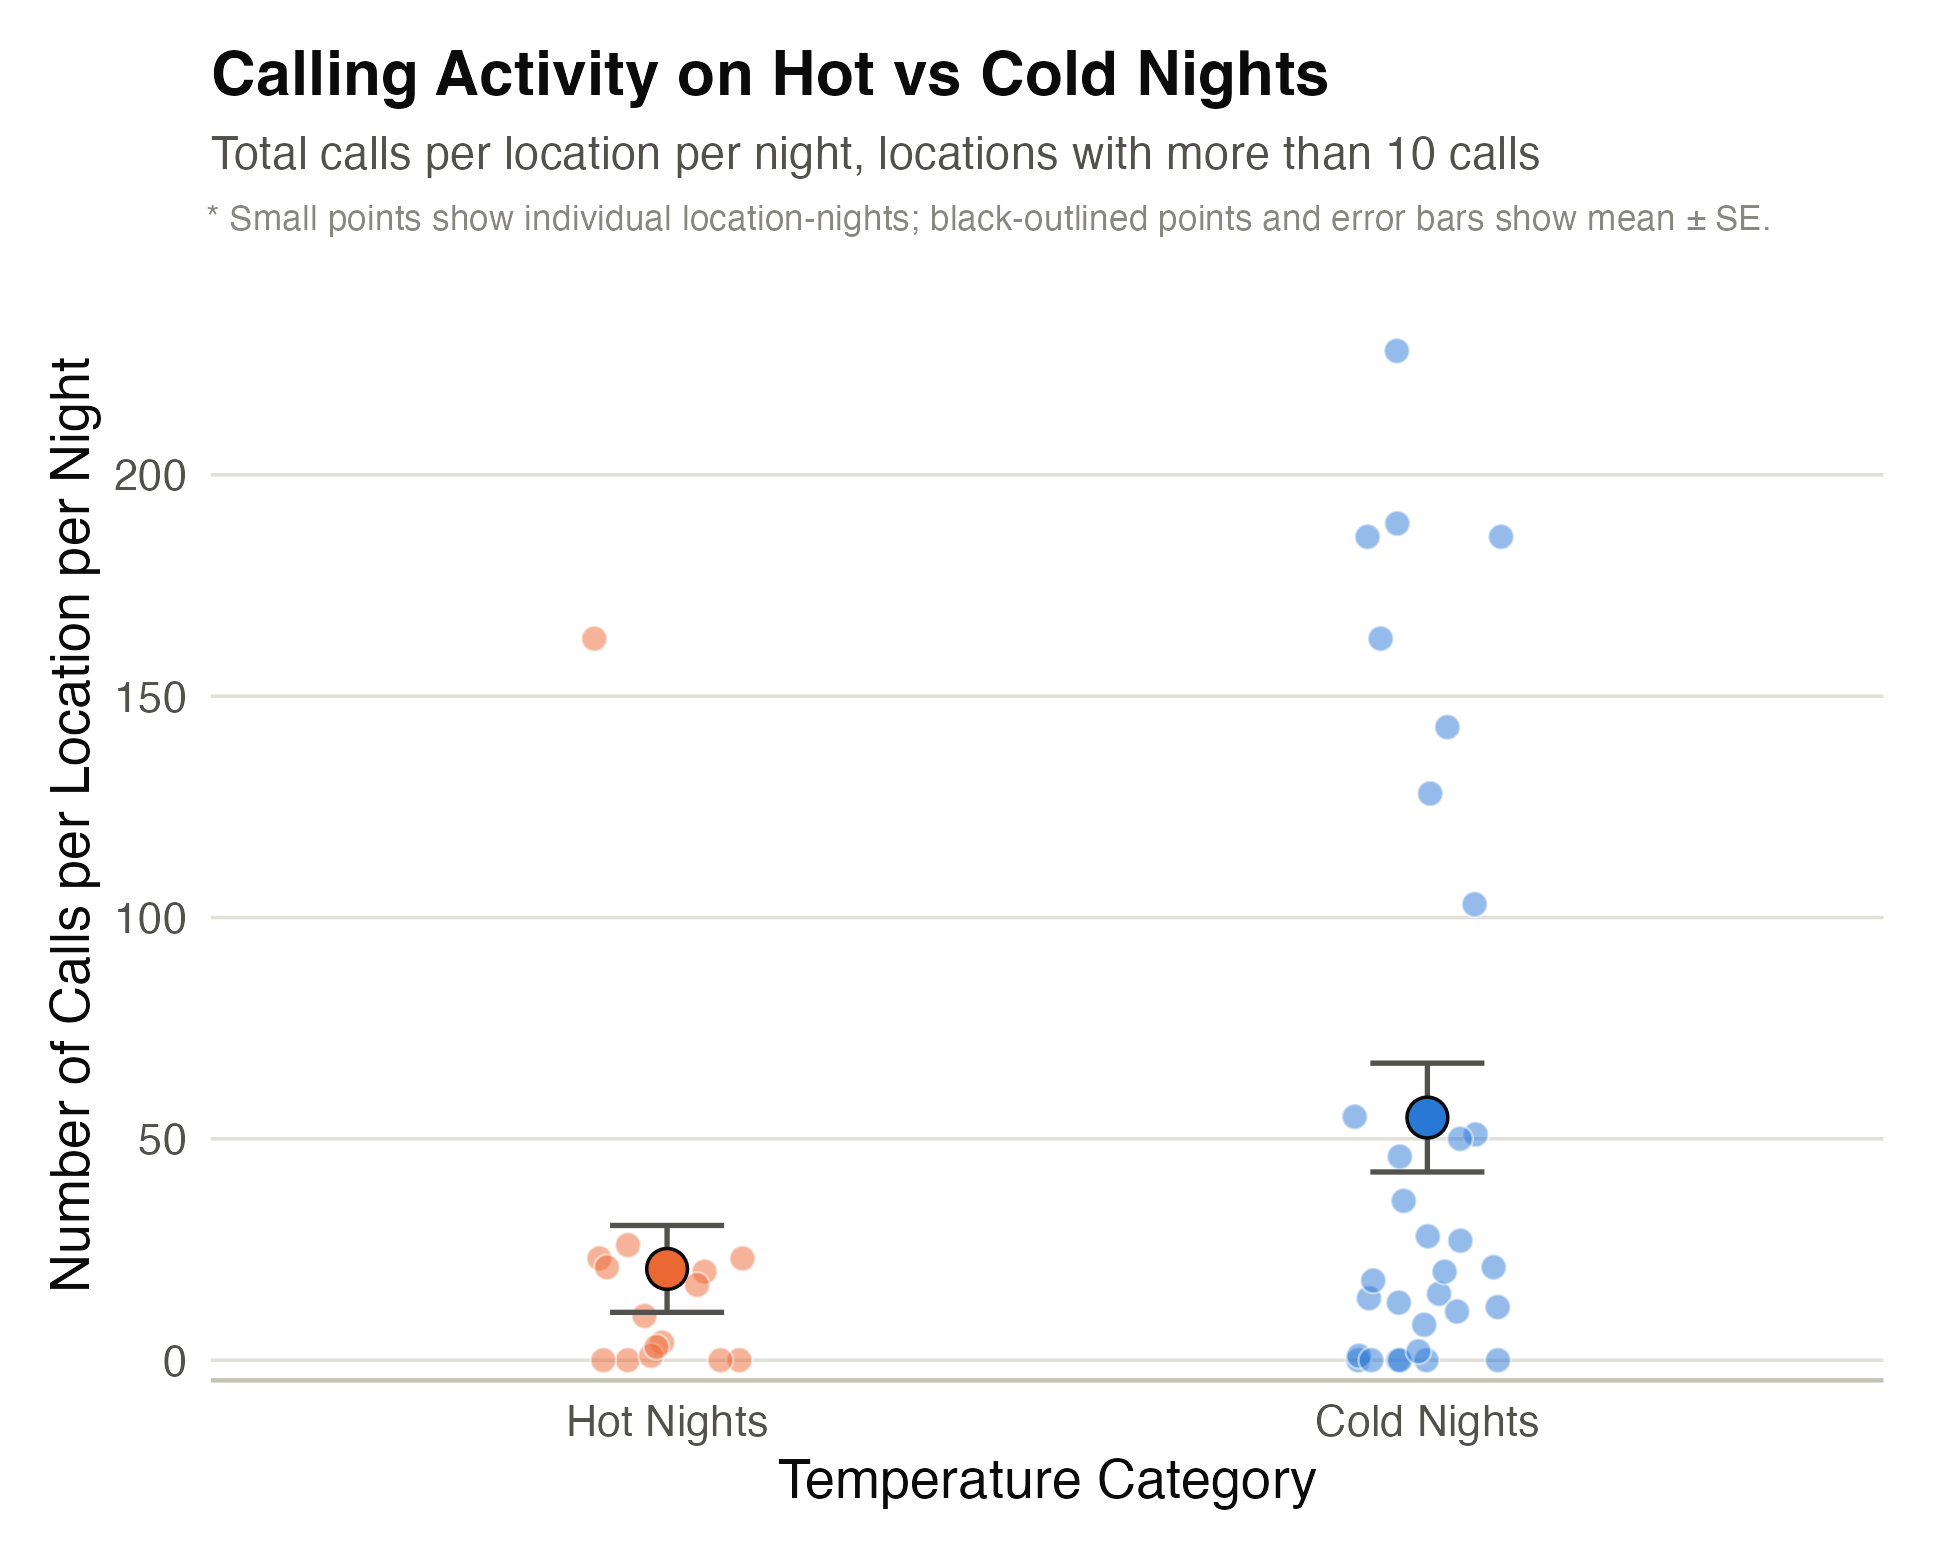 Calling Activity on Hot vs Cold Nights
Total calls per location per night, locations with more than 10 calls
* Small points show individual location-nights; black-outlined points and error bars show mean ± SE.
Number of Calls per Location per Night
200
150
100
50
0
Hot Nights
Cold Nights
Temperature Category